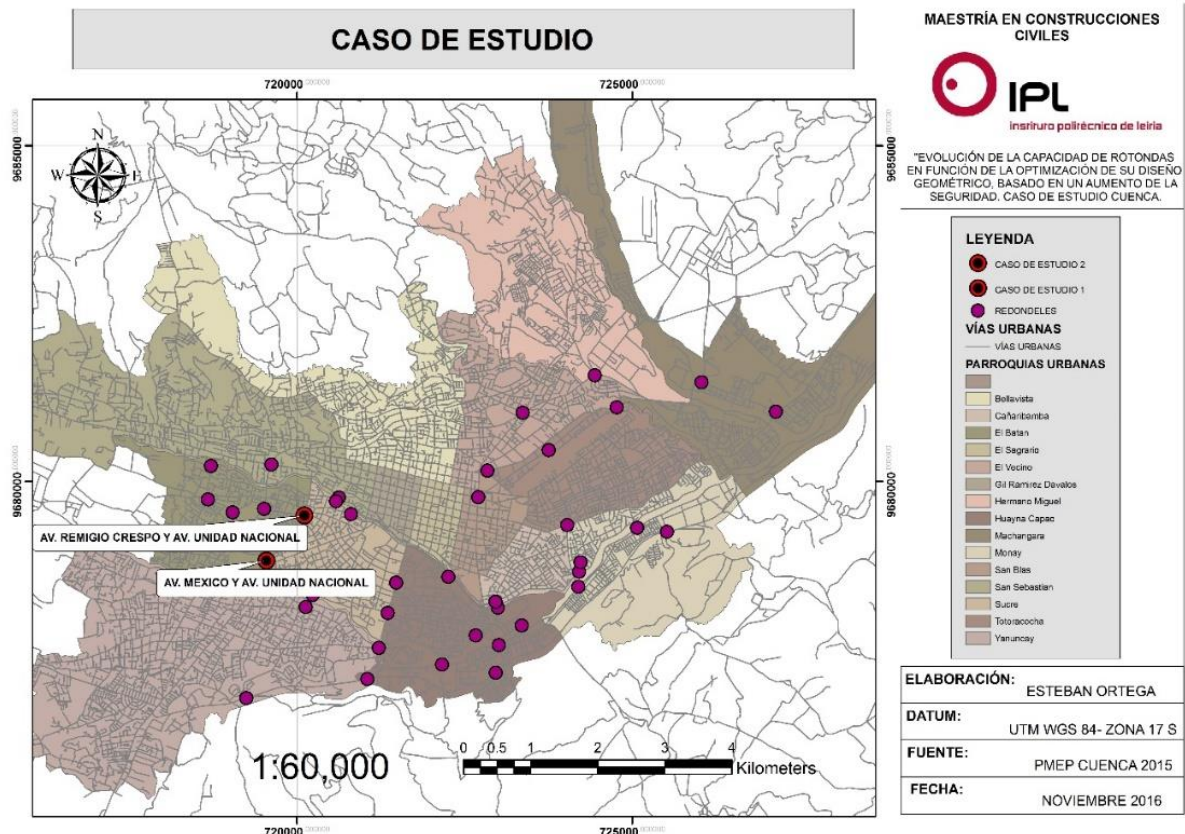 CASO DE ESTUDIO
720000
725000
9685000
9685000
N
W
E
S
9680000
9680000
AV. REMIGIO CRESPO Y AV. UNIDAD NACIONAL
AV. MEXICO Y AV. UNIDAD NACIONAL
1:60,000
0 0.5 1 2 3 4
Kilometers
720000
725000
MAESTRÍA EN CONSTRUCCIONES
CIVILES
IPL
instituto politécnico de leiria
"EVOLUCIÓN DE LA CAPACIDAD DE ROTONDAS
EN FUNCIÓN DE LA OPTIMIZACIÓN DE SU DISEÑO
GEOMÉTRICO, BASADO EN UN AUMENTO DE LA
SEGURIDAD. CASO DE ESTUDIO CUENCA.
LEYENDA
CASO DE ESTUDIO 2
CASO DE ESTUDIO 1
REDONDELES
VÍAS URBANAS
VÍAS URBANAS
PARROQUIAS URBANAS
Bellavista
Cañaribamba
El Batan
El Sagrario
El Vecino
Gil Ramirez Davalos
Hermano Miguel
Huayna Capac
Machangara
Monay
San Blas
San Sebastian
Sucre
Totoracocha
Yanuncay
ELABORACIÓN:
ESTEBAN ORTEGA
DATUM:
UTM WGS 84- ZONA 17 S
FUENTE:
PMEP CUENCA 2015
FECHA:
NOVIEMBRE 2016